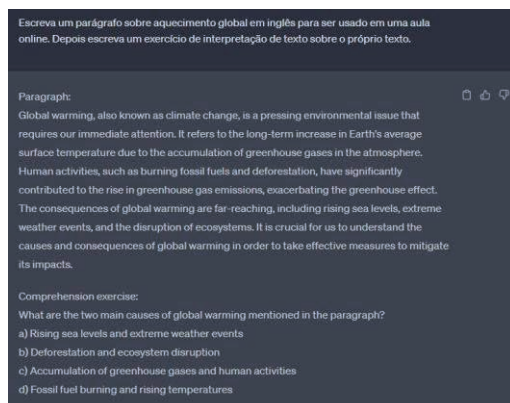 Escreva um parágrafo sobre aquecimento global em inglês para ser usado em uma aula
online. Depois escreva um exercício de interpretação de texto sobre o próprio texto.
Paragraph:
Global warming, also known as climate change, is a pressing environmental issue that
requires our immediate attention. It refers to the long-term increase in Earth's average
surface temperature due to the accumulation of greenhouse gases in the atmosphere.
Human activities, such as burning fossil fuels and deforestation, have significantly
contributed to the rise in greenhouse gas emissions, exacerbating the greenhouse effect.
The consequences of global warming are far-reaching, including rising sea levels, extreme
weather events, and the disruption of ecosystems. It is crucial for us to understand the
causes and consequences of global warming in order to take effective measures to mitigate
its impacts.
Comprehension exercise:
What are the two main causes of global warming mentioned in the paragraph?
a) Rising sea levels and extreme weather events
b) Deforestation and ecosystem disruption
c) Accumulation of greenhouse gases and human activities
d) Fossil fuel burning and rising temperatures